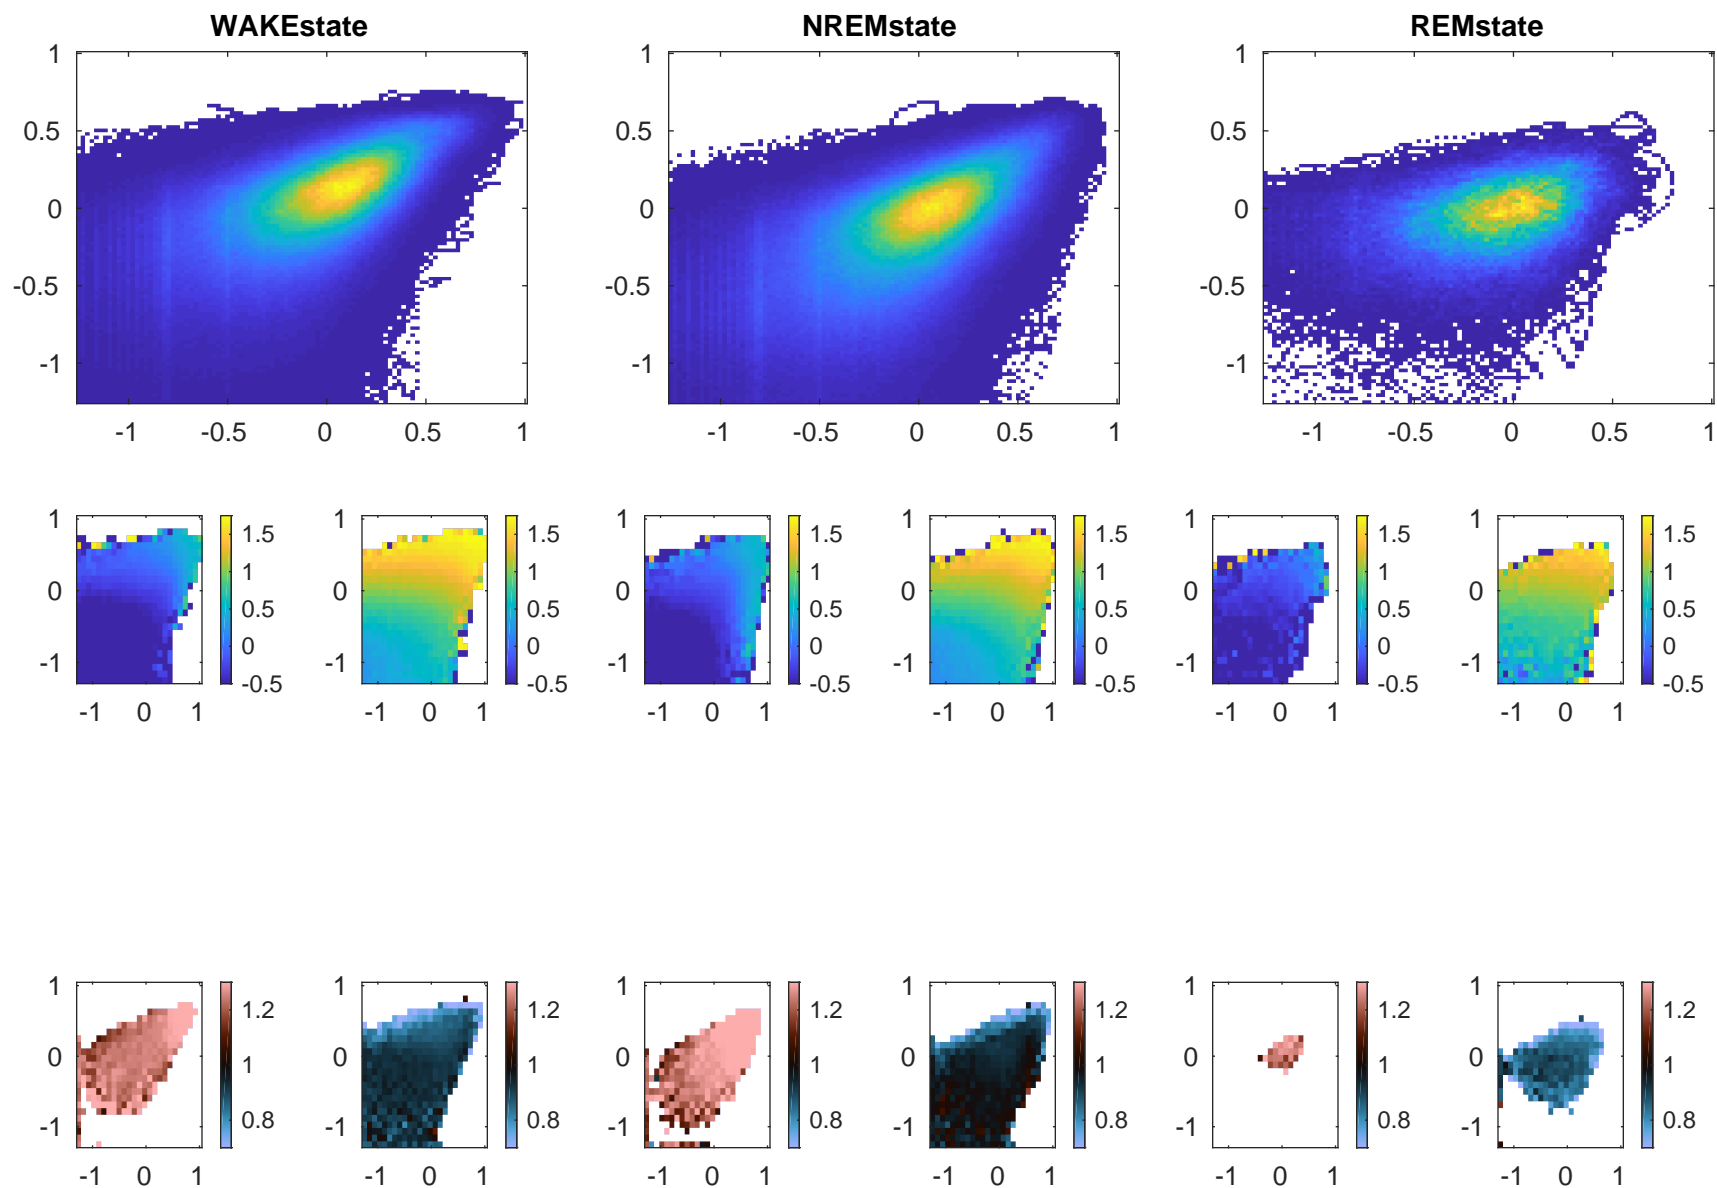 WAKEstate NREMstate REMstate
1 1 1
0.5 0.5 0.5
0 0 0
-0.5 -0.5 -0.5
-1 -1 -1
-1 -0.5 0 0.5 1 -1 -0.5 0 0.5 1 -1 -0.5 0 0.5 1
1 1.5 1 1.5 1 1.5 1 1.5 1 1.5 1 1.5
1 1 1 1 1 1
0 0.5 0 0.5 0 0.5 0 0.5 0 0.5 0 0.5
0 0 0 0 0 0
-1 -0.5 -1 -0.5 -1 -0.5 -1 -0.5 -1 -0.5 -1 -0.5
-1 0 1 -1 0 1 -1 0 1 -1 0 1 -1 0 1 -1 0 1
1 1.2 1 1.2 1 1.2 1 1.2 1 1.2 1 1.2
0 1 0 1 0 1 0 1 0 1 0 1
-1 0.8 -1 0.8 -1 0.8 -1 0.8 -1 0.8 -1 0.8
-1 0 1 -1 0 1 -1 0 1 -1 0 1 -1 0 1 -1 0 1